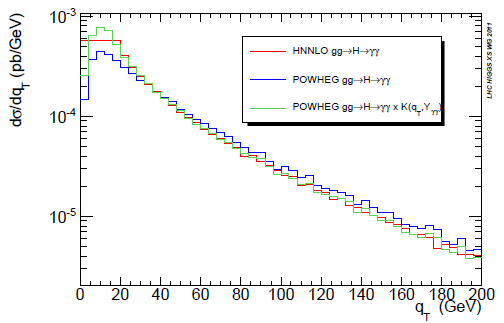 10⁻³
dσ/dq_T (pb/GeV)
HNNLO gg→H→γγ
POWHEG gg→H→γγ
POWHEG gg→H→γγ x K(q_T,Y_γγ)
LHC HIGGS XS WG 2011
10⁻⁴
10⁻⁵
0 20 40 60 80 100 120 140 160 180 200
q_T (GeV)